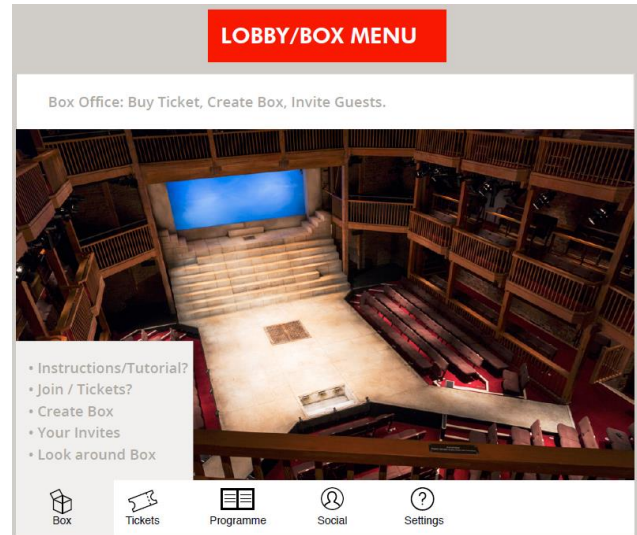 LOBBY/BOX MENU
Box Office: Buy Ticket, Create Box, Invite Guests.
• Instructions/Tutorial?
• Join / Tickets?
• Create Box
• Your Invites
• Look around Box
Box
Tickets
Programme
Social
Settings